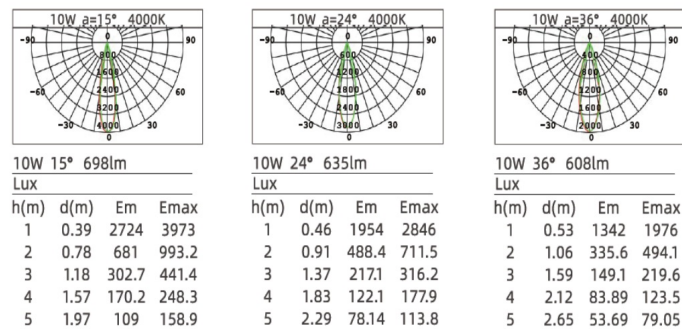 10W a=15° 4000K
0
-90 90
800
1600
-60 60
2400
3200
-30 30
4000
0
10W 15° 698lm
Lux
h(m) d(m) Em Emax
1 0.39 2724 3973
2 0.78 681 993.2
3 1.18 302.7 441.4
4 1.57 170.2 248.3
5 1.97 109 158.9
10W a=24° 4000K
0
-90 90
600
1200
-60 60
1800
2400
-30 30
3000
0
10W 24° 635lm
Lux
h(m) d(m) Em Emax
1 0.46 1954 2846
2 0.91 488.4 711.5
3 1.37 217.1 316.2
4 1.83 122.1 177.9
5 2.29 78.14 113.8
10W a=36° 4000K
0
-90 90
400
800
-60 60
1200
1600
-30 30
2000
0
10W 36° 608lm
Lux
h(m) d(m) Em Emax
1 0.53 1342 1976
2 1.06 335.6 494.1
3 1.59 149.1 219.6
4 2.12 83.89 123.5
5 2.65 53.69 79.05